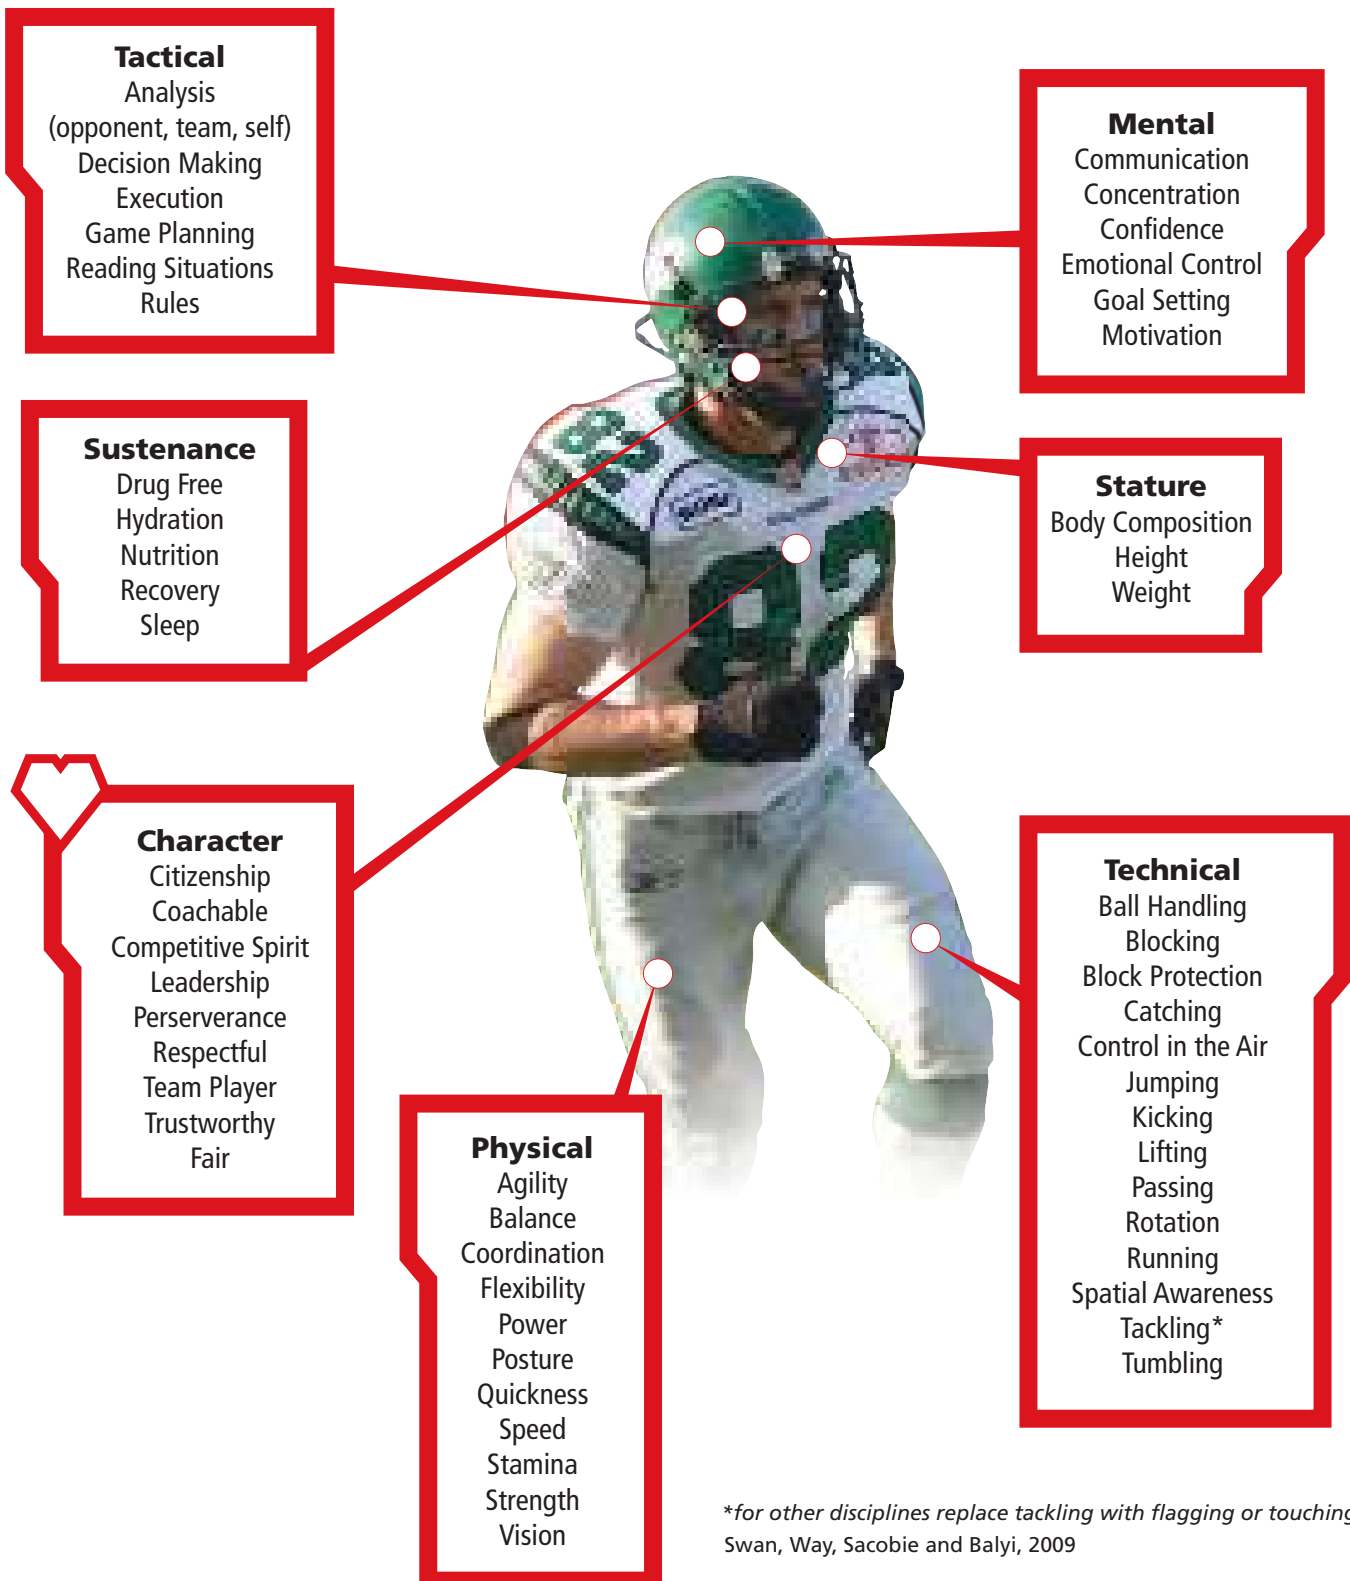 Tactical
Analysis
(opponent, team, self)
Decision Making
Execution
Game Planning
Reading Situations
Rules
Mental
Communication
Concentration
Confidence
Emotional Control
Goal Setting
Motivation
Sustenance
Drug Free
Hydration
Nutrition
Recovery
Sleep
Stature
Body Composition
Height
Weight
Character
Citizenship
Coachable
Competitive Spirit
Leadership
Perserverance
Respectful
Team Player
Trustworthy
Fair
Technical
Ball Handling
Blocking
Block Protection
Catching
Control in the Air
Jumping
Kicking
Lifting
Passing
Rotation
Running
Spatial Awareness
Tackling*
Tumbling
Physical
Agility
Balance
Coordination
Flexibility
Power
Posture
Quickness
Speed
Stamina
Strength
Vision
*for other disciplines replace tackling with flagging or touching
Swan, Way, Sacobie and Balyi, 2009